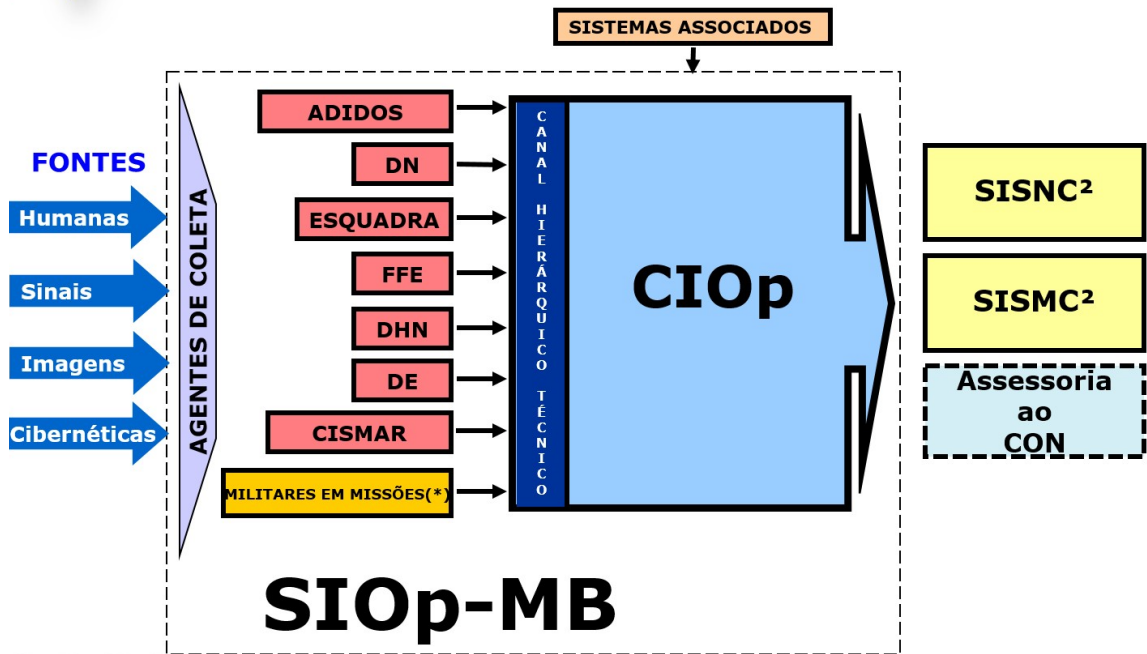 SISTEMAS ASSOCIADOS
FONTES
Humanas
Sinais
Imagens
Cibernéticas
AGENTES DE COLETA
ADIDOS
DN
ESQUADRA
FFE
DHN
DE
CISMAR
MILITARES EM MISSÕES(*)
CANAL HIERÁRQUICO TÉCNICO
CIOp
SISNC²
SISMC²
Assessoria
ao
CON
SIOp-MB